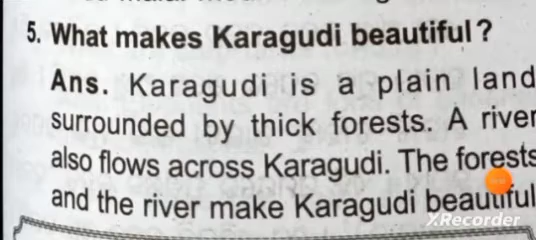 5. What makes Karagudi beautiful?
Ans. Karagudi is a plain land
surrounded by thick forests. A river
also flows across Karagudi. The forests
and the river make Karagudi beautiful
XRecorder